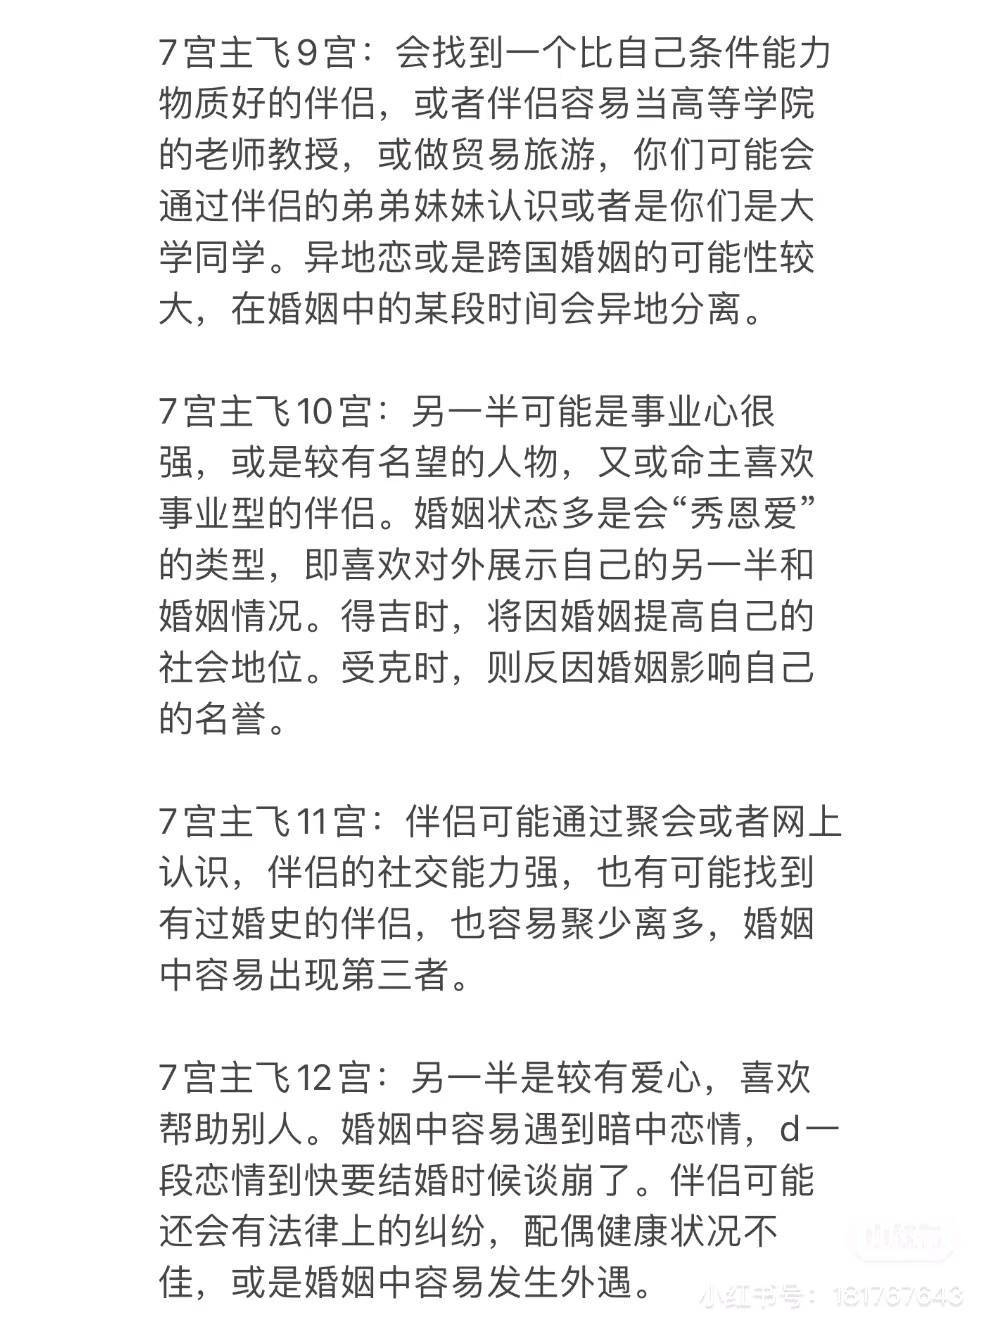 7宫主飞9宫：会找到一个比自己条件能力
物质好的伴侣，或者伴侣容易当高等学院
的老师教授，或做贸易旅游，你们可能会
通过伴侣的弟弟妹妹认识或者是你们是大
学同学。异地恋或是跨国婚姻的可能性较
大，在婚姻中的某段时间会异地分离。
7宫主飞10宫：另一半可能是事业心很
强，或是较有名望的人物，又或命主喜欢
事业型的伴侣。婚姻状态多是会“秀恩爱”
的类型，即喜欢对外展示自己的另一半和
婚姻情况。得吉时，将因婚姻提高自己的
社会地位。受克时，则反因婚姻影响自己
的名誉。
7宫主飞11宫：伴侣可能通过聚会或者网上
认识，伴侣的社交能力强，也有可能找到
有过婚史的伴侣，也容易聚少离多，婚姻
中容易出现第三者。
7宫主飞12宫：另一半是较有爱心，喜欢
帮助别人。婚姻中容易遇到暗中恋情，d一
段恋情到快要结婚时候谈崩了。伴侣可能
还会有法律上的纠纷，配偶健康状况不
佳，或是婚姻中容易发生外遇。
小红书
小红书号：181767643